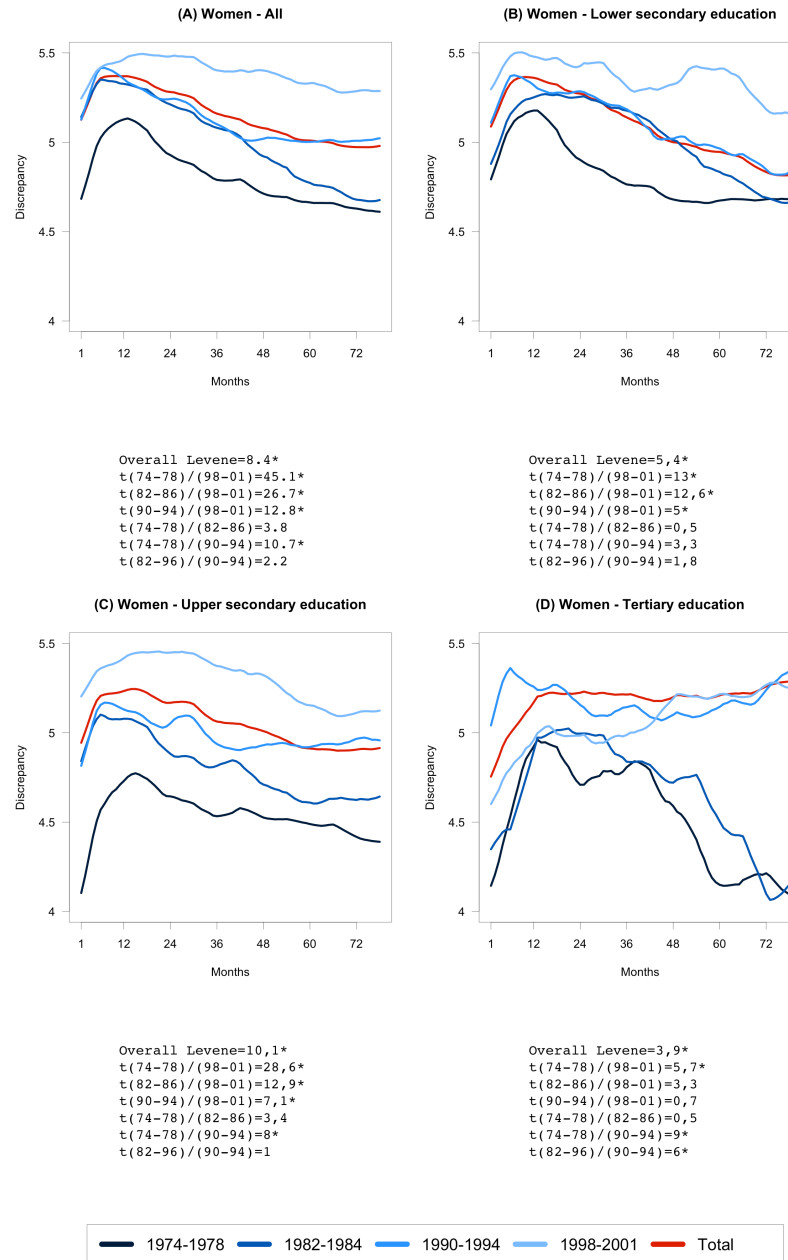 (A) Women - All
5.5
5
4.5
4
Discrepancy
1 12 24 36 48 60 72
Months
Overall Levene=8.4*
t(74-78)/(98-01)=45.1*
t(82-86)/(98-01)=26.7*
t(90-94)/(98-01)=12.8*
t(74-78)/(82-86)=3.8
t(74-78)/(90-94)=10.7*
t(82-96)/(90-94)=2.2
(B) Women - Lower secondary education
5.5
5
4.5
4
Discrepancy
1 12 24 36 48 60 72
Months
Overall Levene=5,4*
t(74-78)/(98-01)=13*
t(82-86)/(98-01)=12,6*
t(90-94)/(98-01)=5*
t(74-78)/(82-86)=0,5
t(74-78)/(90-94)=3,3
t(82-96)/(90-94)=1,8
(C) Women - Upper secondary education
5.5
5
4.5
4
Discrepancy
1 12 24 36 48 60 72
Months
Overall Levene=10,1*
t(74-78)/(98-01)=28,6*
t(82-86)/(98-01)=12,9*
t(90-94)/(98-01)=7,1*
t(74-78)/(82-86)=3,4
t(74-78)/(90-94)=8*
t(82-96)/(90-94)=1
(D) Women - Tertiary education
5.5
5
4.5
4
Discrepancy
1 12 24 36 48 60 72
Months
Overall Levene=3,9*
t(74-78)/(98-01)=5,7*
t(82-86)/(98-01)=3,3
t(90-94)/(98-01)=0,7
t(74-78)/(82-86)=0,5
t(74-78)/(90-94)=9*
t(82-96)/(90-94)=6*
1974-1978 1982-1984 1990-1994 1998-2001 Total